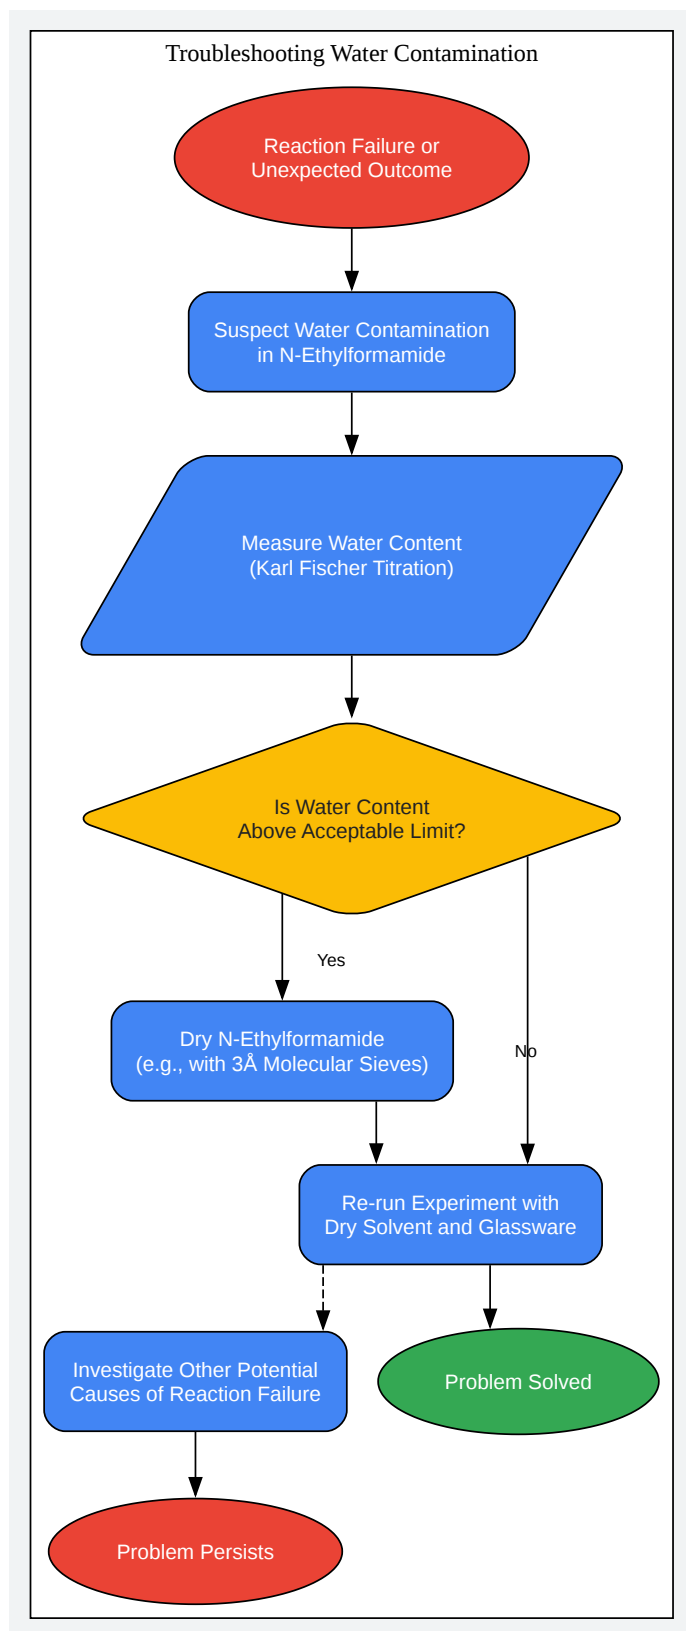 Troubleshooting Water Contamination
Reaction Failure or
Unexpected Outcome
Suspect Water Contamination
in N-Ethylformamide
Measure Water Content
(Karl Fischer Titration)
Is Water Content
Above Acceptable Limit?
Yes
Dry N-Ethylformamide
(e.g., with 3Å Molecular Sieves)
No
Re-run Experiment with
Dry Solvent and Glassware
Investigate Other Potential
Causes of Reaction Failure
Problem Solved
Problem Persists